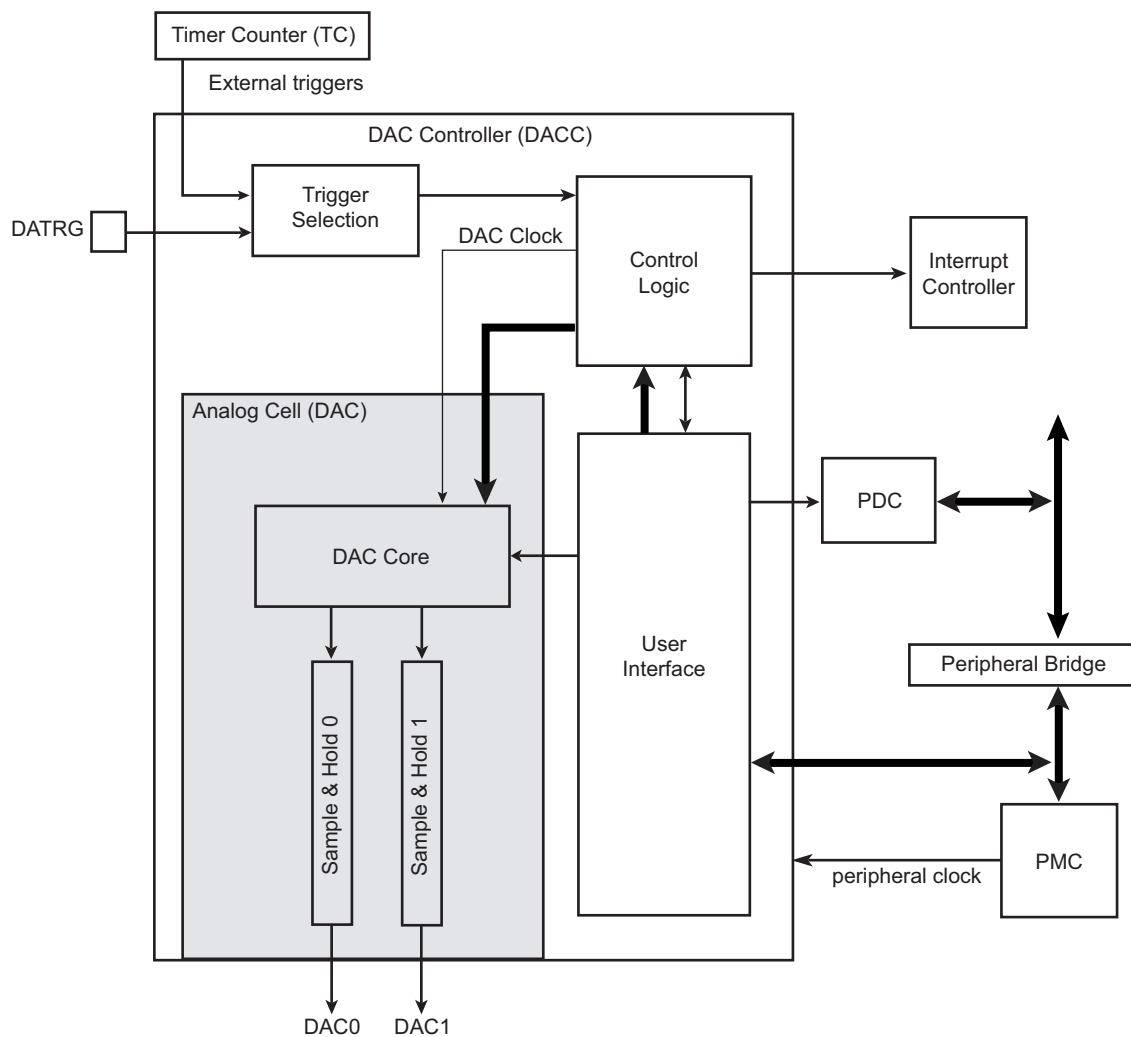 Timer Counter (TC)
External triggers
DAC Controller (DACC)
Trigger
Selection
DATRG
DAC Clock
Control
Logic
Interrupt
Controller
Analog Cell (DAC)
PDC
DAC Core
User
Interface
Peripheral Bridge
Sample & Hold 0
Sample & Hold 1
PMC
peripheral clock
DAC0
DAC1